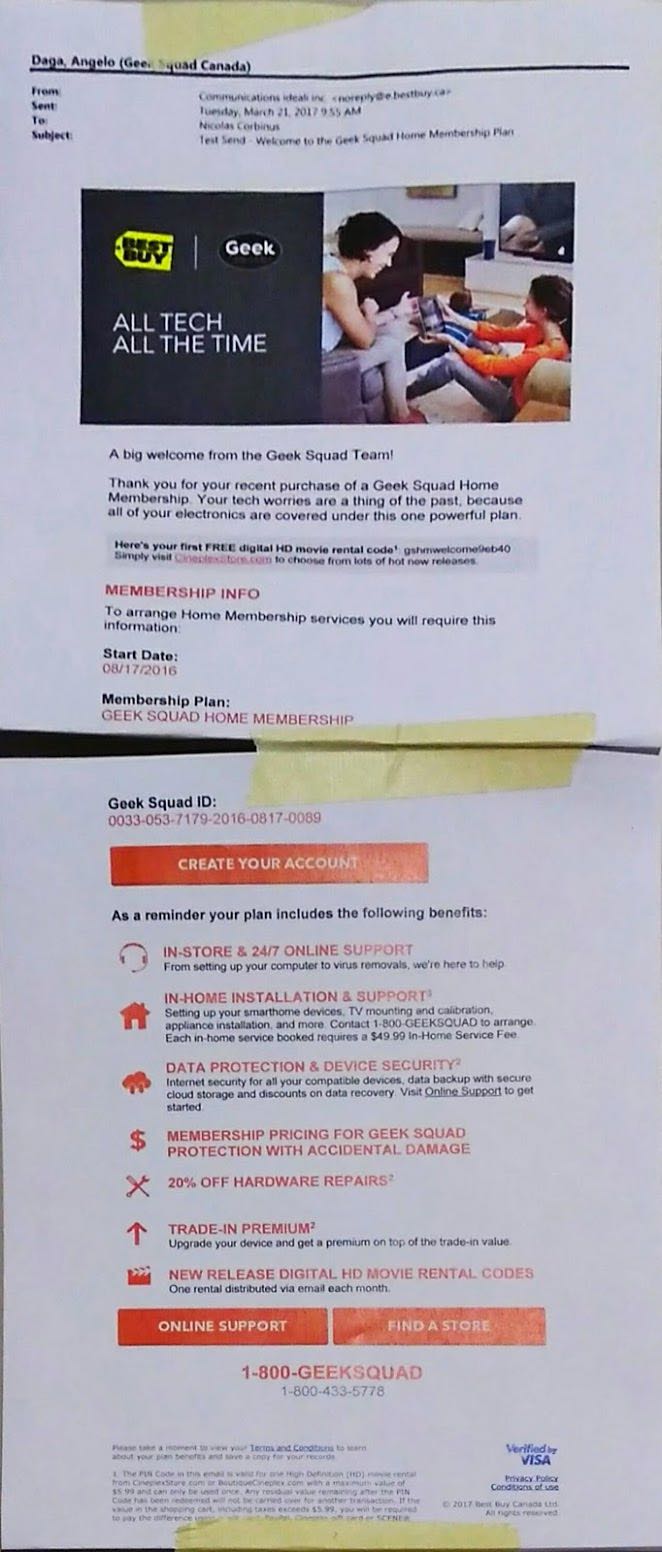 Daga, Angelo (Geek Squad Canada)
From: Communications ideali inc. <noreply@e.bestbuy.ca>
Sent: Tuesday, March 21, 2017 9:55 AM
To: Nicolas Corbinus
Subject: Test Send - Welcome to the Geek Squad Home Membership Plan
BEST BUY
Geek
ALL TECH
ALL THE TIME
A big welcome from the Geek Squad Team!
Thank you for your recent purchase of a Geek Squad Home
Membership. Your tech worries are a thing of the past, because
all of your electronics are covered under this one powerful plan.
Here's your first FREE digital HD movie rental code¹: gshmwelcome9eb40
Simply visit CineplexStore.com to choose from lots of hot new releases.
MEMBERSHIP INFO
To arrange Home Membership services you will require this
information:
Start Date:
08/17/2016
Membership Plan:
GEEK SQUAD HOME MEMBERSHIP
Geek Squad ID:
0033-053-7179-2016-0817-0089
CREATE YOUR ACCOUNT
As a reminder your plan includes the following benefits:
IN-STORE & 24/7 ONLINE SUPPORT
From setting up your computer to virus removals, we're here to help.
IN-HOME INSTALLATION & SUPPORT³
Setting up your smarthome devices, TV mounting and calibration,
appliance installation, and more. Contact 1-800-GEEKSQUAD to arrange.
Each in-home service booked requires a $49.99 In-Home Service Fee.
DATA PROTECTION & DEVICE SECURITY²
Internet security for all your compatible devices, data backup with secure
cloud storage and discounts on data recovery. Visit Online Support to get
started.
MEMBERSHIP PRICING FOR GEEK SQUAD
PROTECTION WITH ACCIDENTAL DAMAGE
20% OFF HARDWARE REPAIRS²
TRADE-IN PREMIUM²
Upgrade your device and get a premium on top of the trade-in value.
NEW RELEASE DIGITAL HD MOVIE RENTAL CODES
One rental distributed via email each month.
ONLINE SUPPORT
FIND A STORE
1-800-GEEKSQUAD
1-800-433-5778
Please take a moment to view your Terms and Conditions to learn
about your plan benefits and save a copy for your records.
1. The PIN Code in this email is valid for one High Definition (HD) movie rental
from CineplexStore.com or BoutiqueCineplex.com with a maximum value of
$5.99 and can only be used once. Any residual value remaining after the PIN
Code has been redeemed will not be carried over for another transaction. If the
value in the shopping cart, including taxes exceeds $5.99, you will be required
to pay the difference PayPal, Cineplex gift card or SCENE®
Verified by
VISA
Privacy Policy
Conditions of use
© 2017 Best Buy Canada Ltd.
All rights reserved.